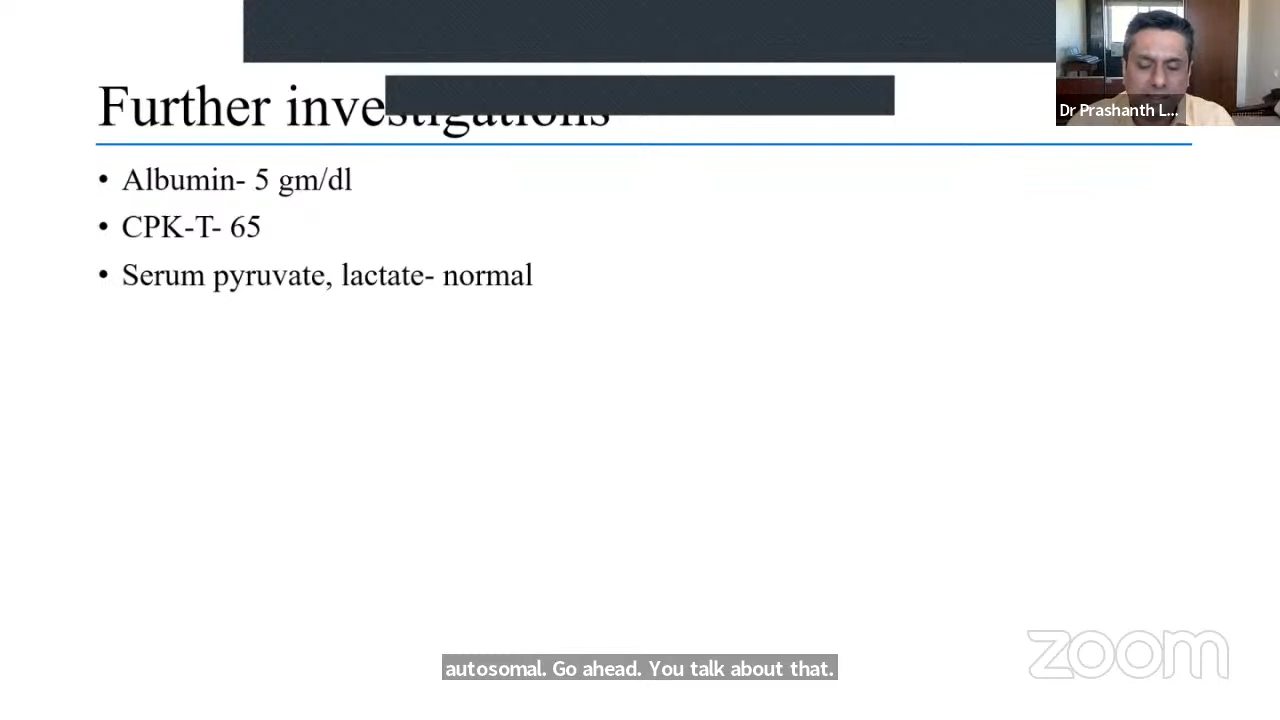 Further investigations
Dr Prashanth L...
• Albumin- 5 gm/dl
• CPK-T- 65
• Serum pyruvate, lactate- normal
autosomal. Go ahead. You talk about that.
zoom